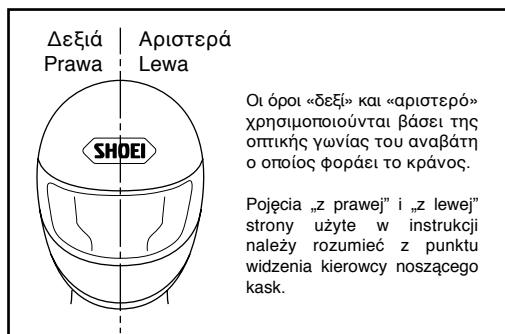 Δεξιά Αριστερά
Prawa Lewa
SHOEI
Οι όροι «δεξί» και «αριστερό»
χρησιμοποιούνται βάσει της
οπτικής γωνίας του αναβάτη
ο οποίος φοράει το κράνος.
Pojęcia „z prawej” i „z lewej”
strony użyte w instrukcji
należy rozumieć z punktu
widzenia kierowcy noszącego
kask.